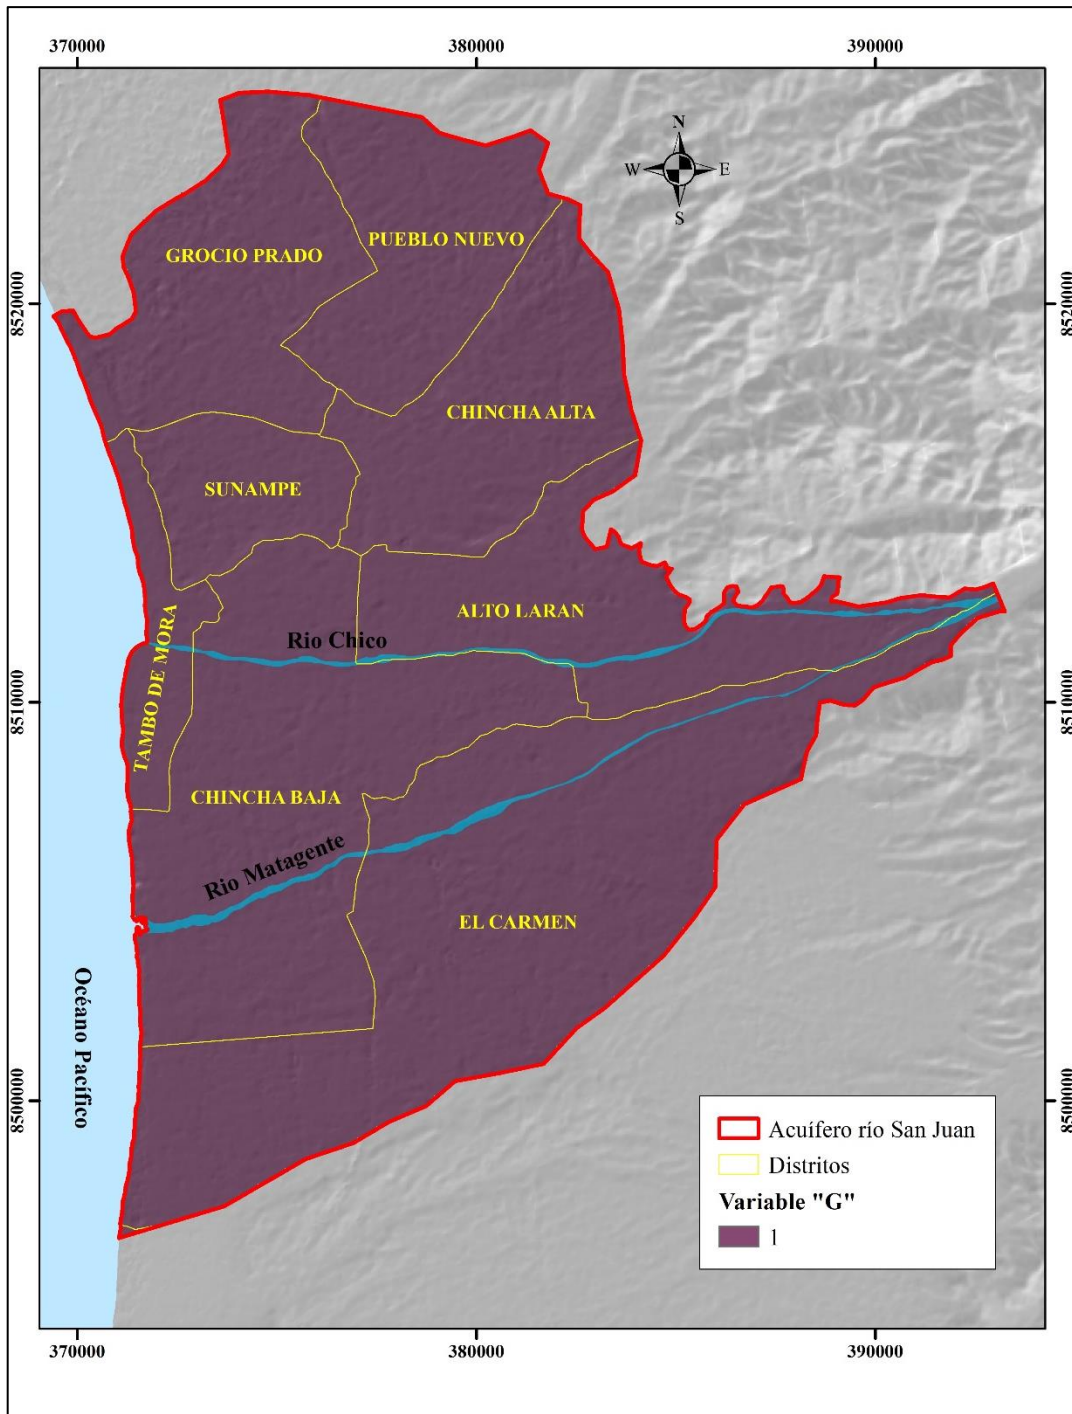 370000
380000
390000
N
W
E
S
PUEBLO NUEVO
GROCIO PRADO
8520000
8520000
CHINCHA ALTA
SUNAMPE
ALTO LARAN
Rio Chico
TAMBO DE MORA
8510000
8510000
CHINCHA BAJA
Rio Matagente
EL CARMEN
Océano Pacífico
8500000
8500000
Acuífero río San Juan
Distritos
Variable "G"
1
370000
380000
390000